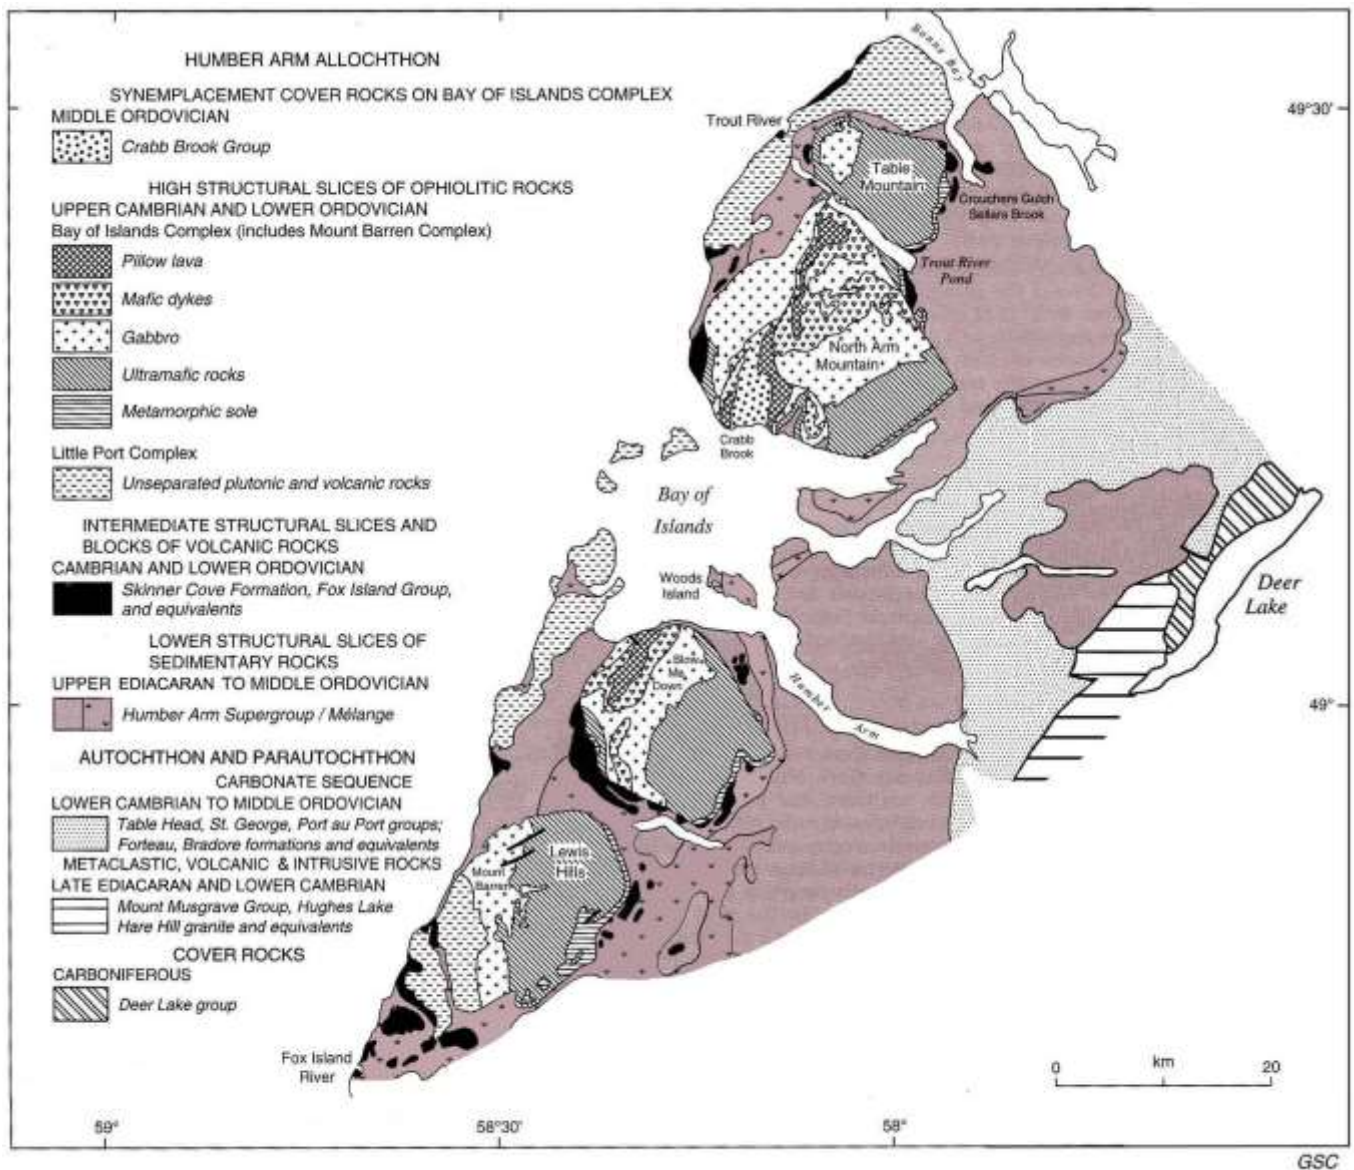 HUMBER ARM ALLOCHTHON
SYNEMPLACEMENT COVER ROCKS ON BAY OF ISLANDS COMPLEX
MIDDLE ORDOVICIAN
Crabb Brook Group
HIGH STRUCTURAL SLICES OF OPHIOLITIC ROCKS
UPPER CAMBRIAN AND LOWER ORDOVICIAN
Bay of Islands Complex (includes Mount Barren Complex)
Pillow lava
Mafic dykes
Gabbro
Ultramafic rocks
Metamorphic sole
Little Port Complex
Unseparated plutonic and volcanic rocks
INTERMEDIATE STRUCTURAL SLICES AND
BLOCKS OF VOLCANIC ROCKS
CAMBRIAN AND LOWER ORDOVICIAN
Skinner Cove Formation, Fox Island Group,
and equivalents
LOWER STRUCTURAL SLICES OF
SEDIMENTARY ROCKS
UPPER EDIACARAN TO MIDDLE ORDOVICIAN
Humber Arm Supergroup / Mélange
AUTOCHTHON AND PARAUTOCHTHON
CARBONATE SEQUENCE
LOWER CAMBRIAN TO MIDDLE ORDOVICIAN
Table Head, St. George, Port au Port groups;
Forteau, Bradore formations and equivalents
METACLASTIC, VOLCANIC & INTRUSIVE ROCKS
LATE EDIACARAN AND LOWER CAMBRIAN
Mount Musgrave Group, Hughes Lake
Hare Hill granite and equivalents
COVER ROCKS
CARBONIFEROUS
Deer Lake group
Bonne Bay
49°30'
Trout River
Table
Mountain
Crouchers Gulch
Sellars Brook
Trout River
Pond
North Arm
Mountain
Crabb
Brook
Bay of
Islands
Woods
Island
Deer
Lake
Blow
Me
Down
Humber Arm
49°
Lewis
Hills
Mount
Barren
Fox Island
River
0 km 20
59°
58°30'
58°
GSC